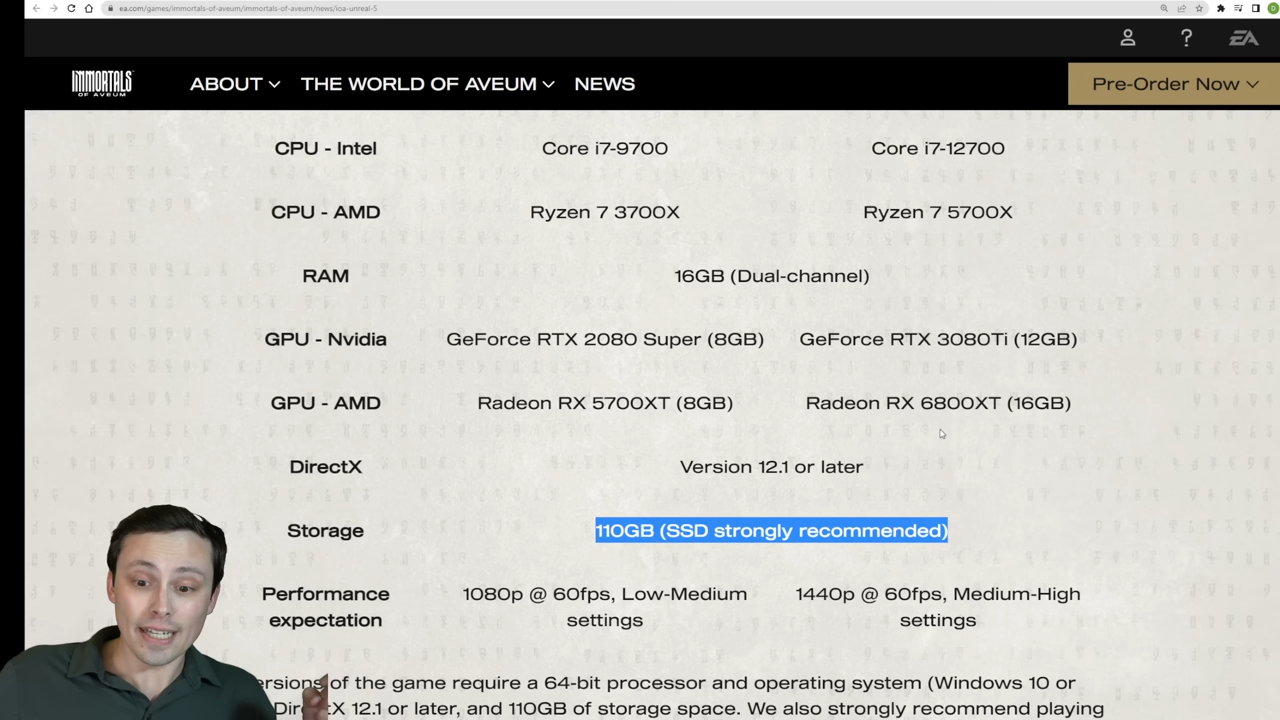 ea.com/games/immortals-of-aveum/immortals-of-aveum/news/ioa-unreal-5
EA
IMMORTALS
OF AVEUM
ABOUT THE WORLD OF AVEUM NEWS
Pre-Order Now
CPU - Intel Core i7-9700 Core i7-12700
CPU - AMD Ryzen 7 3700X Ryzen 7 5700X
RAM 16GB (Dual-channel)
GPU - Nvidia GeForce RTX 2080 Super (8GB) GeForce RTX 3080Ti (12GB)
GPU - AMD Radeon RX 5700XT (8GB) Radeon RX 6800XT (16GB)
DirectX Version 12.1 or later
Storage 110GB (SSD strongly recommended)
Performance expectation 1080p @ 60fps, Low-Medium settings 1440p @ 60fps, Medium-High settings
of the game require a 64-bit processor and operating system (Windows 10 or
12.1 or later, and 110GB of storage space. We also strongly recommend playing